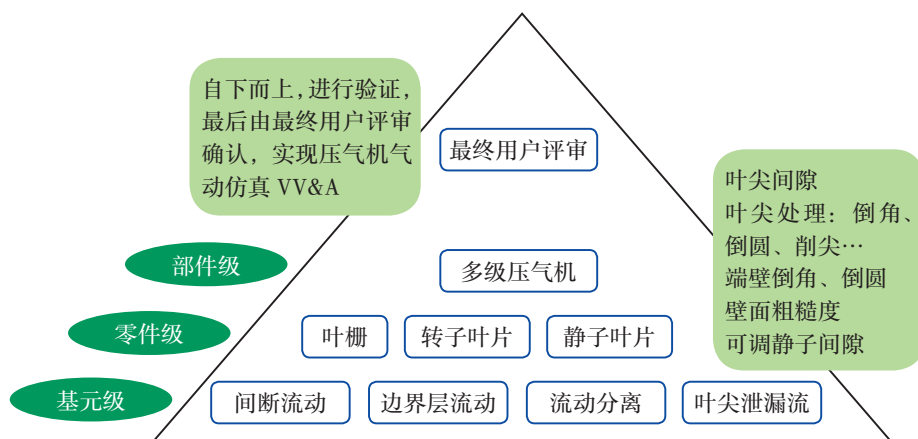 自下而上，进行验证，
最后由最终用户评审
确认，实现压气机气
动仿真 VV&A
最终用户评审
叶尖间隙
叶尖处理：倒角、
倒圆、削尖…
端壁倒角、倒圆
壁面粗糙度
可调静子间隙
部件级
多级压气机
零件级
叶栅
转子叶片
静子叶片
基元级
间断流动
边界层流动
流动分离
叶尖泄漏流